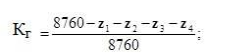 Kг = (8760 – z₁ – z₂ – z₃ – z₄) / 8760 ;